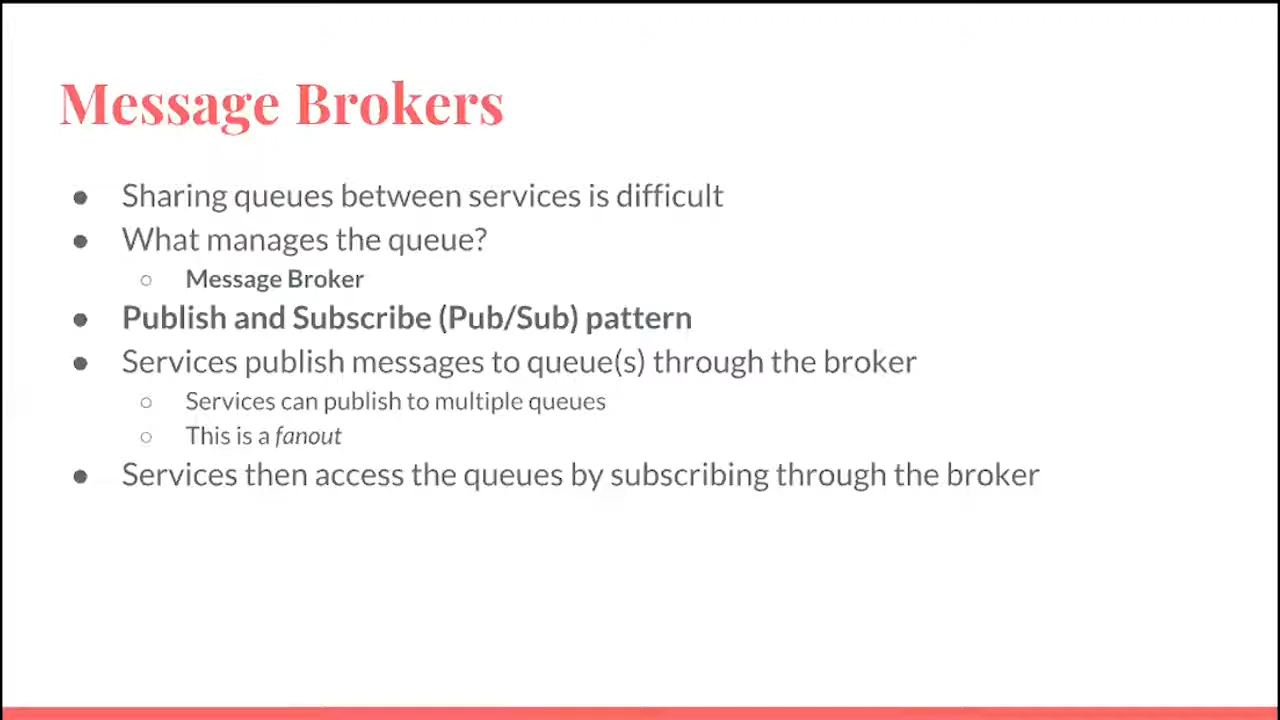 Message Brokers
● Sharing queues between services is difficult
● What manages the queue?
○ Message Broker
● Publish and Subscribe (Pub/Sub) pattern
● Services publish messages to queue(s) through the broker
○ Services can publish to multiple queues
○ This is a fanout
● Services then access the queues by subscribing through the broker